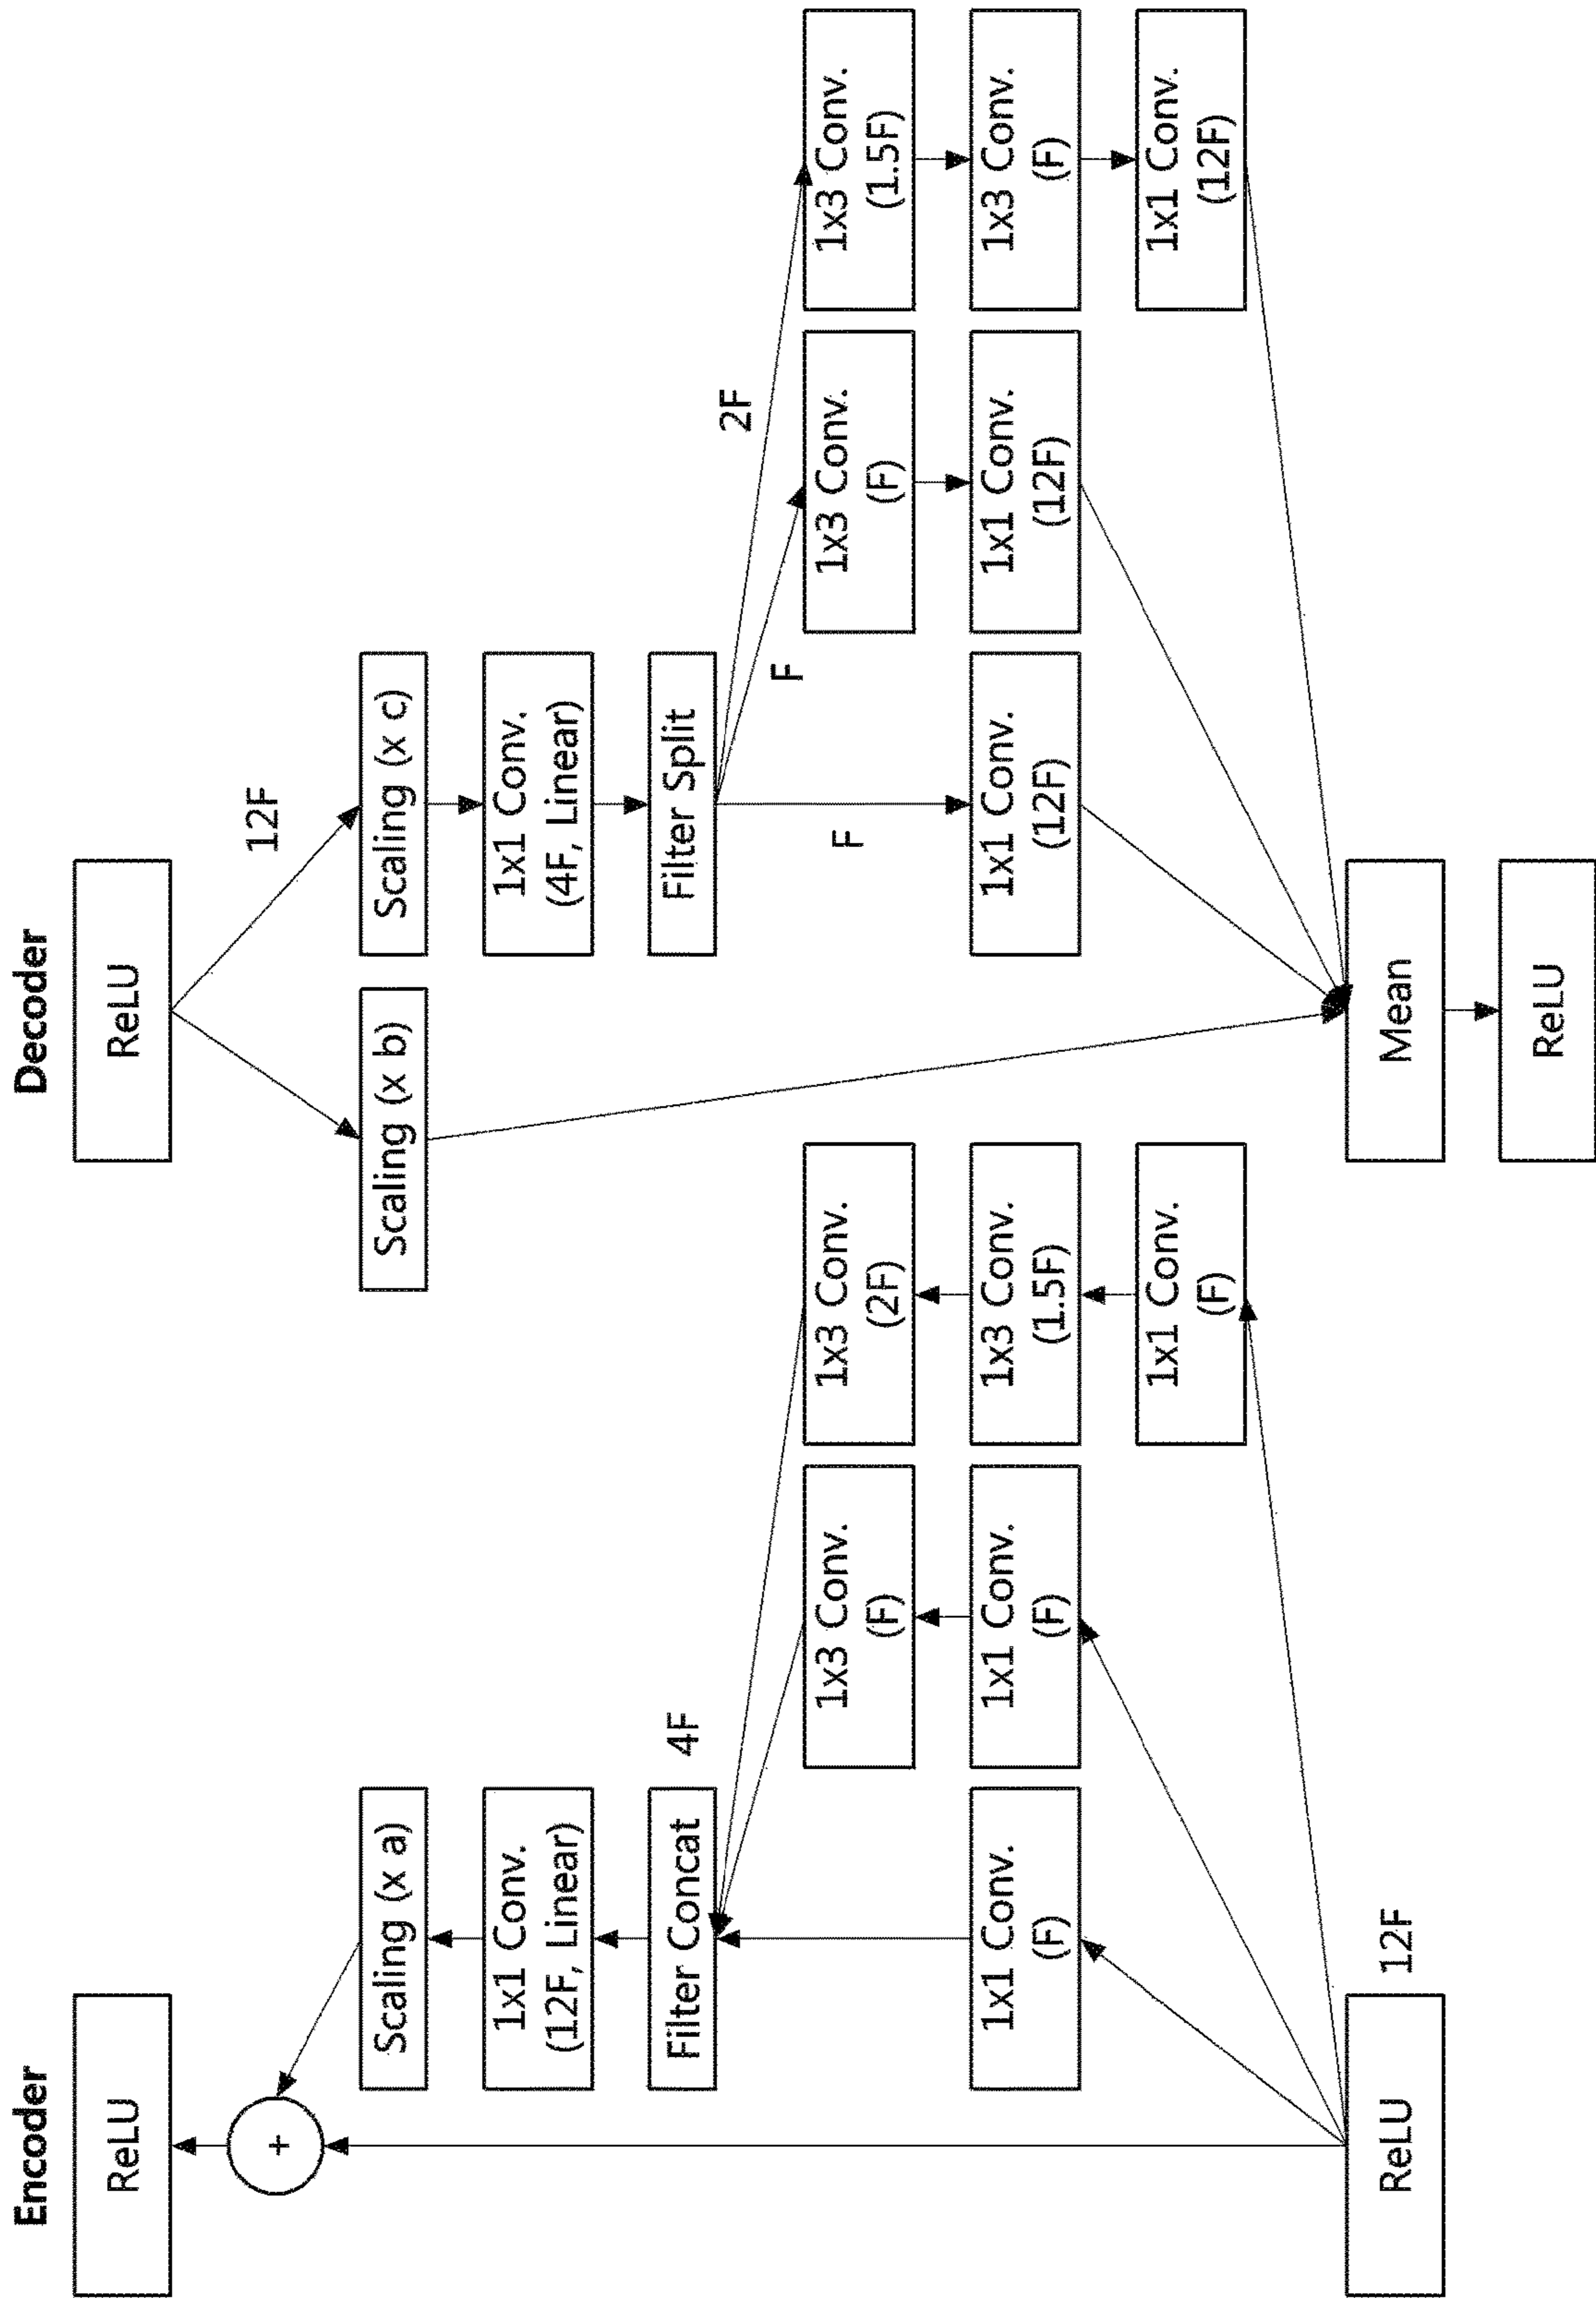 Encoder
ReLU
+
Scaling (x a)
1x1 Conv.
(12F, Linear)
Filter Concat
4F
1x3 Conv.
(F)
1x3 Conv.
(2F)
1x1 Conv.
(F)
1x1 Conv.
(F)
1x3 Conv.
(1.5F)
1x1 Conv.
(F)
ReLU
12F
Decoder
ReLU
12F
Scaling (x b)
Scaling (x c)
1x1 Conv.
(4F, Linear)
Filter Split
2F
F
F
1x3 Conv.
(F)
1x3 Conv.
(1.5F)
1x1 Conv.
(12F)
1x1 Conv.
(12F)
1x3 Conv.
(F)
1x1 Conv.
(12F)
Mean
ReLU